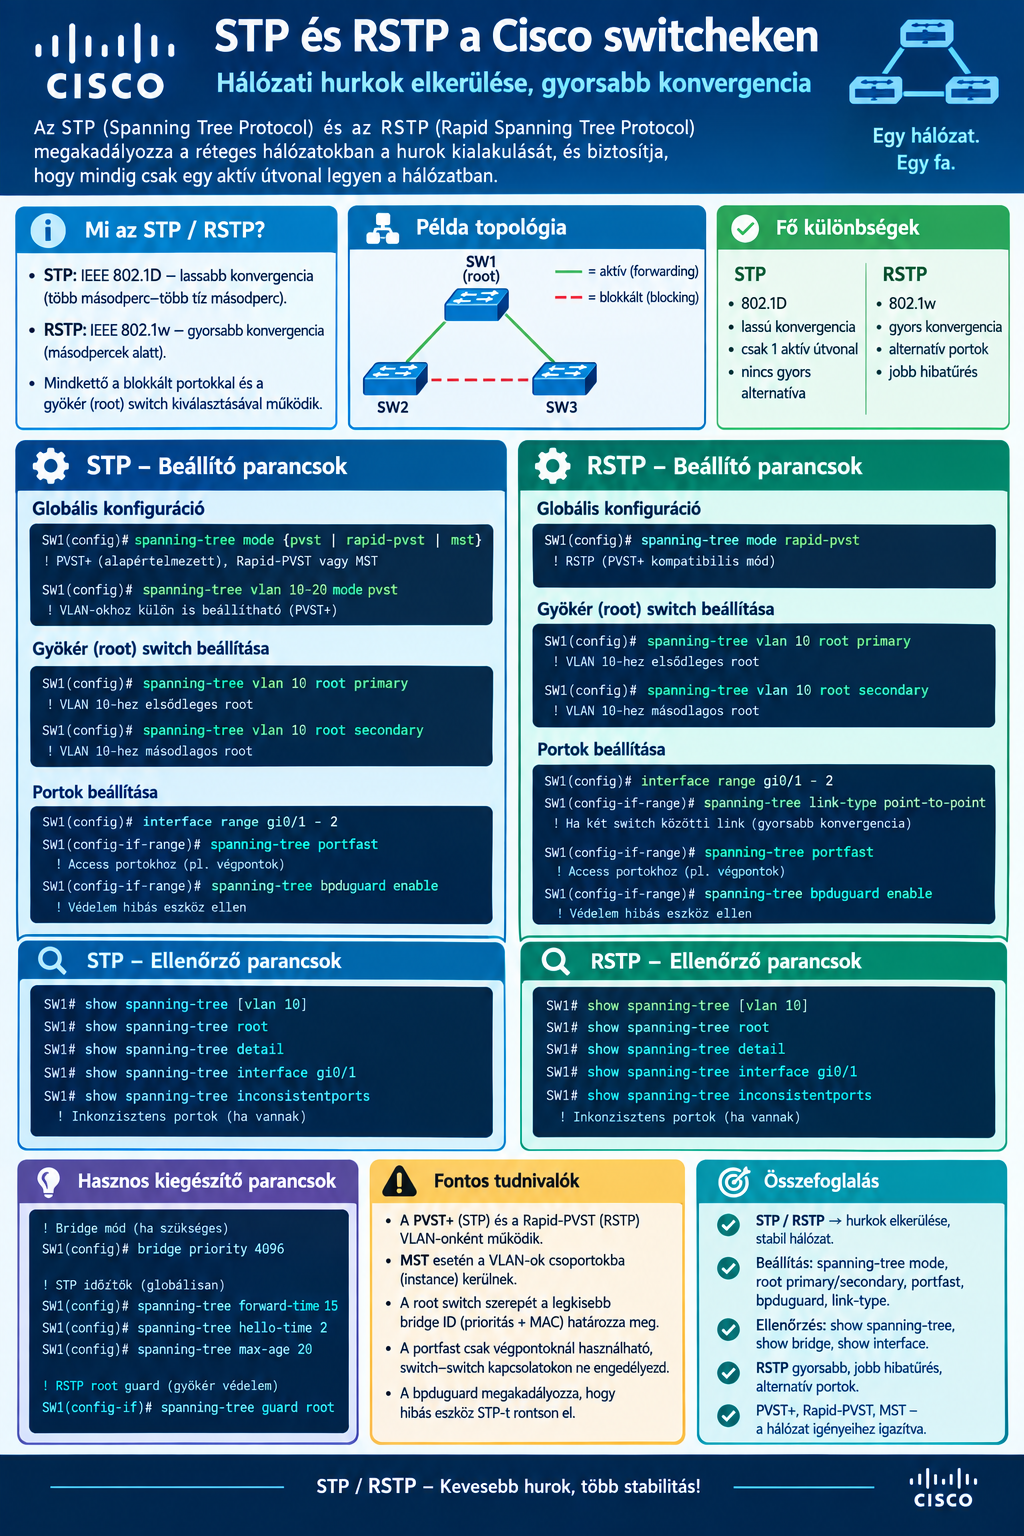 CISCO
STP és RSTP a Cisco switcheken
Hálózati hurkok elkerülése, gyorsabb konvergencia
Az STP (Spanning Tree Protocol) és az RSTP (Rapid Spanning Tree Protocol)
megakadályozza a réteges hálózatokban a hurok kialakulását, és biztosítja,
hogy mindig csak egy aktív útvonal legyen a hálózatban.
Egy hálózat.
Egy fa.
Mi az STP / RSTP?
• STP: IEEE 802.1D – lassabb konvergencia
(több másodperc–több tíz másodperc).
• RSTP: IEEE 802.1w – gyorsabb konvergencia
(másodpercek alatt).
• Mindkettő a blokkált portokkal és a
gyökér (root) switch kiválasztásával működik.
Példa topológia
SW1
(root)
= aktív (forwarding)
= blokkált (blocking)
SW2
SW3
Fő különbségek
STP
• 802.1D
• lassú konvergencia
• csak 1 aktív útvonal
• nincs gyors
alternatíva
RSTP
• 802.1w
• gyors konvergencia
• alternatív portok
• jobb hibatűrés
STP – Beállító parancsok
Globális konfiguráció
SW1(config)# spanning-tree mode {pvst | rapid-pvst | mst}
! PVST+ (alapértelmezett), Rapid-PVST vagy MST
SW1(config)# spanning-tree vlan 10-20 mode pvst
! VLAN-okhoz külön is beállítható (PVST+)
Gyökér (root) switch beállítása
SW1(config)# spanning-tree vlan 10 root primary
! VLAN 10-hez elsődleges root
SW1(config)# spanning-tree vlan 10 root secondary
! VLAN 10-hez másodlagos root
Portok beállítása
SW1(config)# interface range gi0/1 - 2
SW1(config-if-range)# spanning-tree portfast
! Access portokhoz (pl. végpontok)
SW1(config-if-range)# spanning-tree bpduguard enable
! Védelem hibás eszköz ellen
RSTP – Beállító parancsok
Globális konfiguráció
SW1(config)# spanning-tree mode rapid-pvst
! RSTP (PVST+ kompatibilis mód)
Gyökér (root) switch beállítása
SW1(config)# spanning-tree vlan 10 root primary
! VLAN 10-hez elsődleges root
SW1(config)# spanning-tree vlan 10 root secondary
! VLAN 10-hez másodlagos root
Portok beállítása
SW1(config)# interface range gi0/1 - 2
SW1(config-if-range)# spanning-tree link-type point-to-point
! Ha két switch közötti link (gyorsabb konvergencia)
SW1(config-if-range)# spanning-tree portfast
! Access portokhoz (pl. végpontok)
SW1(config-if-range)# spanning-tree bpduguard enable
! Védelem hibás eszköz ellen
STP – Ellenőrző parancsok
SW1# show spanning-tree [vlan 10]
SW1# show spanning-tree root
SW1# show spanning-tree detail
SW1# show spanning-tree interface gi0/1
SW1# show spanning-tree inconsistentports
! Inkonzisztens portok (ha vannak)
RSTP – Ellenőrző parancsok
SW1# show spanning-tree [vlan 10]
SW1# show spanning-tree root
SW1# show spanning-tree detail
SW1# show spanning-tree interface gi0/1
SW1# show spanning-tree inconsistentports
! Inkonzisztens portok (ha vannak)
Hasznos kiegészítő parancsok
! Bridge mód (ha szükséges)
SW1(config)# bridge priority 4096
! STP időzítők (globálisan)
SW1(config)# spanning-tree forward-time 15
SW1(config)# spanning-tree hello-time 2
SW1(config)# spanning-tree max-age 20
! RSTP root guard (gyökér védelem)
SW1(config-if)# spanning-tree guard root
Fontos tudnivalók
• A PVST+ (STP) és a Rapid-PVST (RSTP)
VLAN-onként működik.
• MST esetén a VLAN-ok csoportokba
(instance) kerülnek.
• A root switch szerepét a legkisebb
bridge ID (prioritás + MAC) határozza meg.
• A portfast csak végpontoknál használható,
switch–switch kapcsolatokon ne engedélyezd.
• A bpduguard megakadályozza, hogy
hibás eszköz STP-t rontson el.
Összefoglalás
STP / RSTP → hurkok elkerülése,
stabil hálózat.
Beállítás: spanning-tree mode,
root primary/secondary, portfast,
bpduguard, link-type.
Ellenőrzés: show spanning-tree,
show bridge, show interface.
RSTP gyorsabb, jobb hibatűrés,
alternatív portok.
PVST+, Rapid-PVST, MST –
a hálózat igényeihez igazítva.
STP / RSTP – Kevesebb hurok, több stabilitás!
CISCO